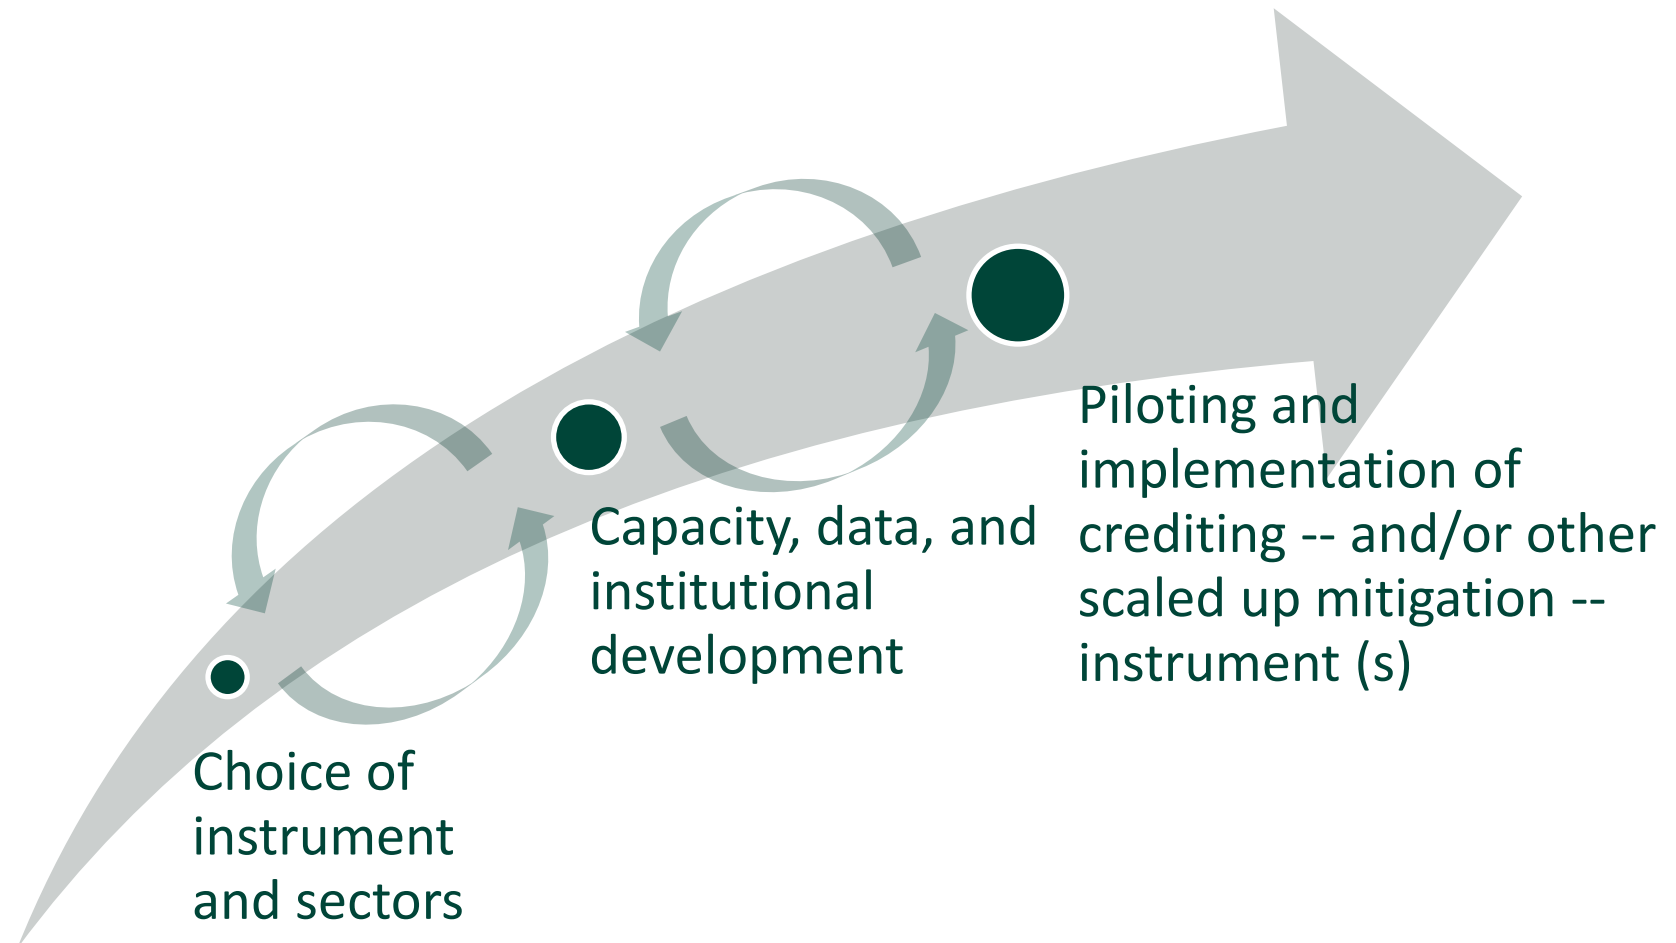 Choice of
instrument
and sectors
Capacity, data, and
institutional
development
Piloting and
implementation of
crediting -- and/or other
scaled up mitigation --
instrument (s)